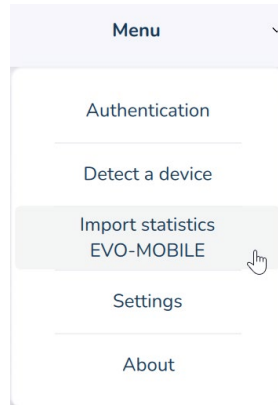 Menu
Authentication
Detect a device
Import statistics
EVO-MOBILE
Settings
About